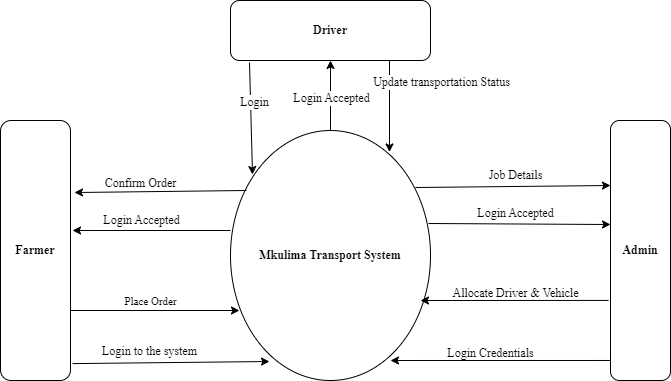 Driver
Update transportation Status
Login
Login Accepted
Confirm Order
Job Details
Login Accepted
Login Accepted
Farmer
Mkulima Transport System
Admin
Place Order
Allocate Driver & Vehicle
Login to the system
Login Credentials